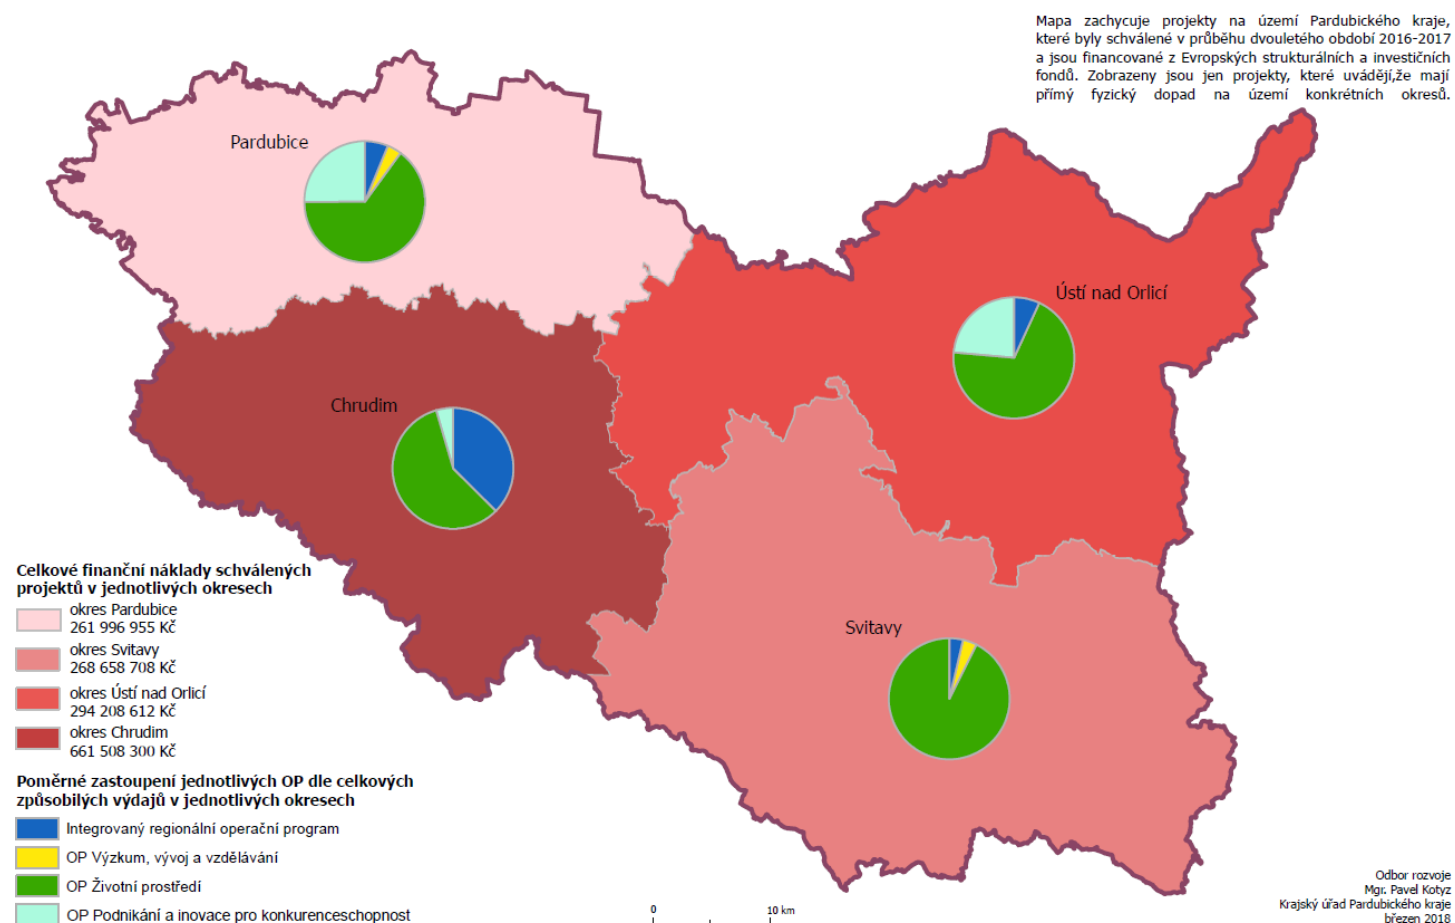 Mapa zachycuje projekty na území Pardubického kraje,
které byly schválené v průběhu dvouletého období 2016-2017
a jsou financované z Evropských strukturálních a investičních
fondů. Zobrazeny jsou jen projekty, které uvádějí,že mají
přímý fyzický dopad na území konkrétních okresů.
Pardubice
Ústí nad Orlicí
Chrudim
Svitavy
Celkové finanční náklady schválených
projektů v jednotlivých okresech
okres Pardubice
261 996 955 Kč
okres Svitavy
268 658 708 Kč
okres Ústí nad Orlicí
294 208 612 Kč
okres Chrudim
661 508 300 Kč
Poměrné zastoupení jednotlivých OP dle celkových
způsobilých výdajů v jednotlivých okresech
Integrovaný regionální operační program
OP Výzkum, vývoj a vzdělávání
OP Životní prostředí
OP Podnikání a inovace pro konkurenceschopnost
0 10 km
Odbor rozvoje
Mgr. Pavel Kotyz
Krajský úřad Pardubického kraje
březen 2018